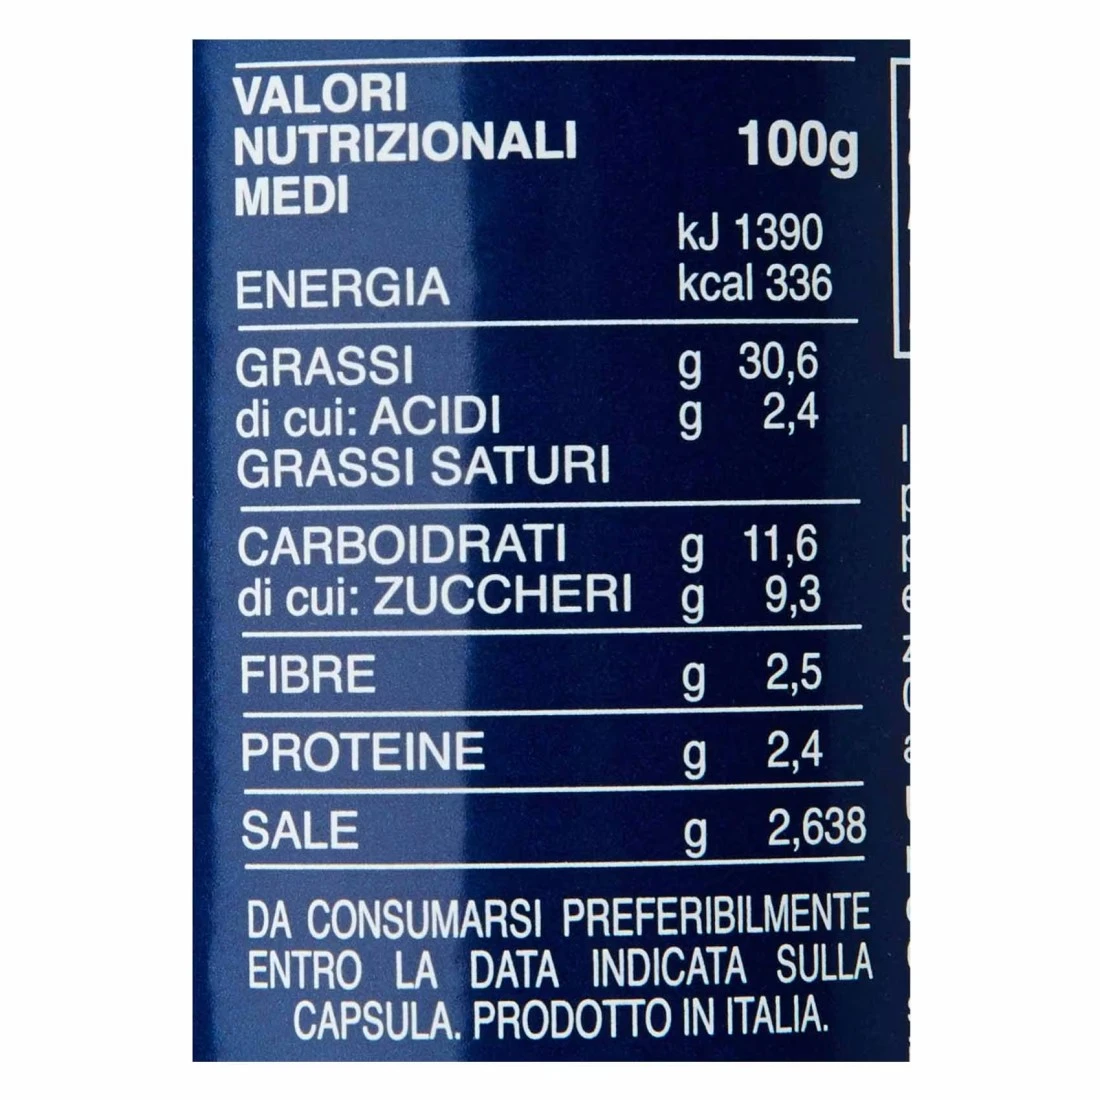 VALORI
NUTRIZIONALI 100g
MEDI
kJ 1390
ENERGIA kcal 336
GRASSI g 30,6
di cui: ACIDI g 2,4
GRASSI SATURI
CARBOIDRATI g 11,6
di cui: ZUCCHERI g 9,3
FIBRE g 2,5
PROTEINE g 2,4
SALE g 2,638
DA CONSUMARSI PREFERIBILMENTE
ENTRO LA DATA INDICATA SULLA
CAPSULA. PRODOTTO IN ITALIA.